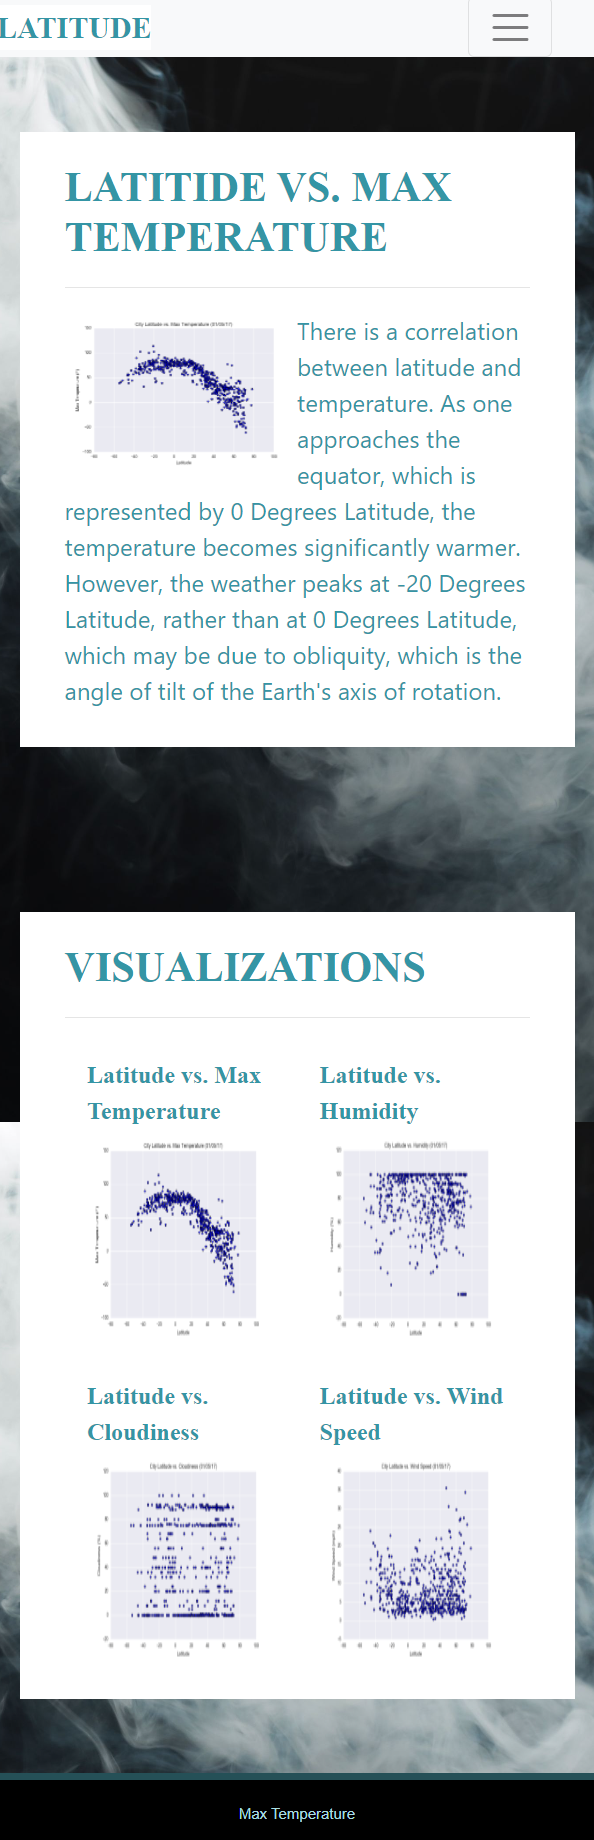 LATITUDE
LATITIDE VS. MAX
TEMPERATURE
City Latitude vs. Max Temperature (01/05/17)
Max Temperature (F)
Latitude
There is a correlation
between latitude and
temperature. As one
approaches the
equator, which is
represented by 0 Degrees Latitude, the
temperature becomes significantly warmer.
However, the weather peaks at -20 Degrees
Latitude, rather than at 0 Degrees Latitude,
which may be due to obliquity, which is the
angle of tilt of the Earth's axis of rotation.
VISUALIZATIONS
Latitude vs. Max
Temperature
City Latitude vs. Max Temperature (01/05/17)
Latitude
Latitude vs.
Humidity
City Latitude vs. Humidity (01/05/17)
Latitude
Latitude vs.
Cloudiness
City Latitude vs. Cloudiness (01/05/17)
Latitude
Latitude vs. Wind
Speed
City Latitude vs. Wind Speed (01/05/17)
Latitude
Max Temperature